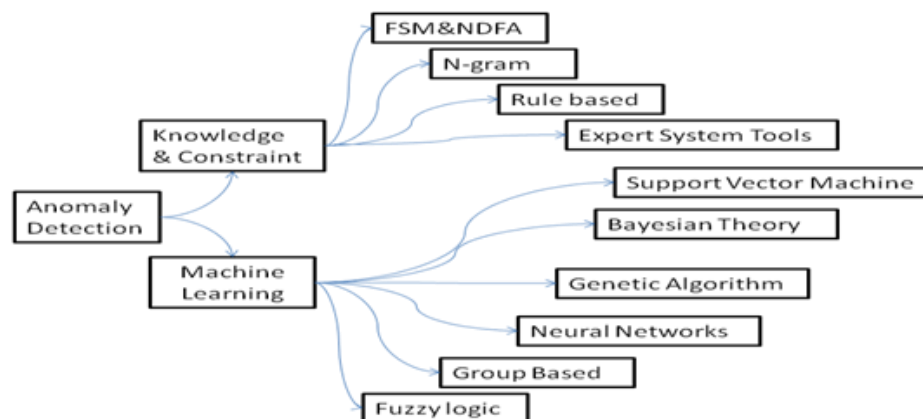 FSM&NDFA
N-gram
Rule based
Expert System Tools
Knowledge
& Constraint
Anomaly
Detection
Machine
Learning
Support Vector Machine
Bayesian Theory
Genetic Algorithm
Neural Networks
Group Based
Fuzzy logic